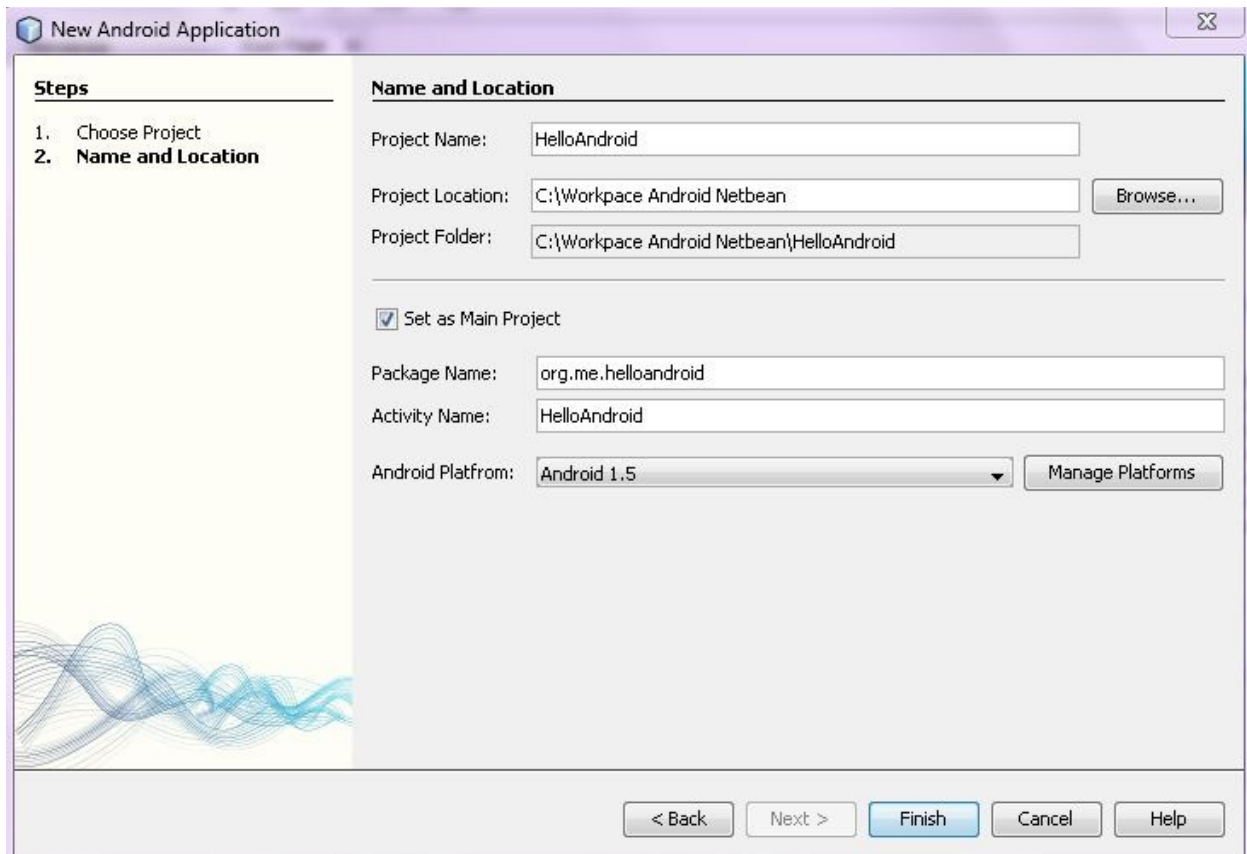 New Android Application
Steps
1. Choose Project
2. Name and Location
Name and Location
Project Name: HelloAndroid
Project Location: C:\Workpace Android Netbean Browse...
Project Folder: C:\Workpace Android Netbean\HelloAndroid
Set as Main Project
Package Name: org.me.helloandroid
Activity Name: HelloAndroid
Android Platfrom: Android 1.5 Manage Platforms
< Back Next > Finish Cancel Help